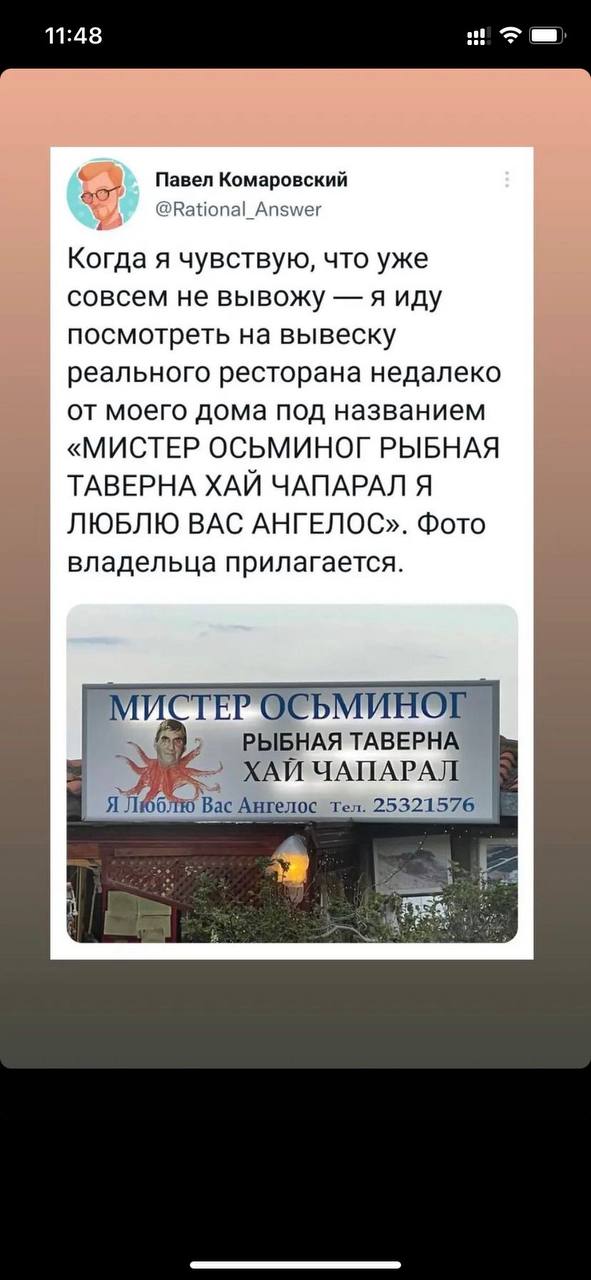 11:48
Павел Комаровский
@Rational_Answer
Когда я чувствую, что уже
совсем не вывожу — я иду
посмотреть на вывеску
реального ресторана недалеко
от моего дома под названием
«МИСТЕР ОСЬМИНОГ РЫБНАЯ
ТАВЕРНА ХАЙ ЧАПАРАЛ Я
ЛЮБЛЮ ВАС АНГЕЛОС». Фото
владельца прилагается.
МИСТЕР ОСЬМИНОГ
РЫБНАЯ ТАВЕРНА
ХАЙ ЧАПАРАЛ
Я Люблю Вас Ангелос Тел. 25321576